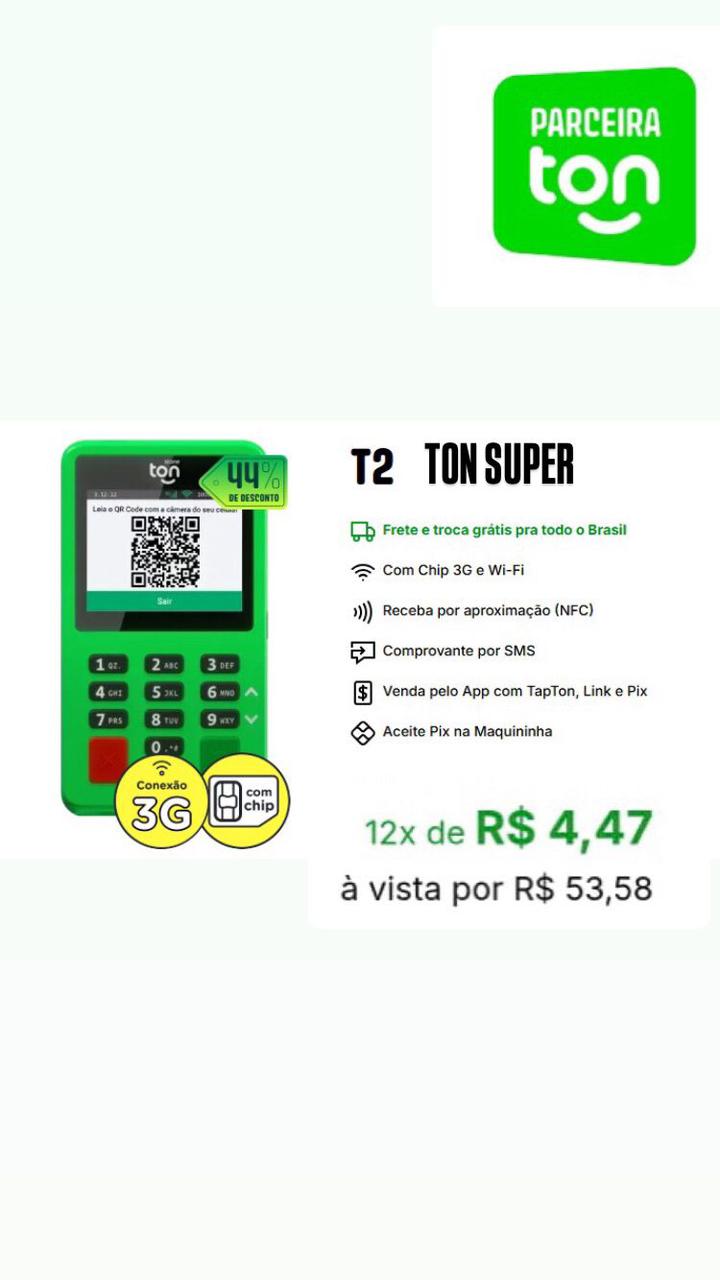 PARCEIRA
ton
ton
44%
DE DESCONTO
Leia o QR Code com a câmera do seu celular
Sair
1 QZ.
2 ABC
3 DEF
4 GHI
5 JKL
6 MNO
7 PRS
8 TUV
9 WXY
0
Conexão
3G
com
chip
T2 TON SUPER
Frete e troca grátis pra todo o Brasil
Com Chip 3G e Wi-Fi
Receba por aproximação (NFC)
Comprovante por SMS
Venda pelo App com TapTon, Link e Pix
Aceite Pix na Maquininha
12x de R$ 4,47
à vista por R$ 53,58